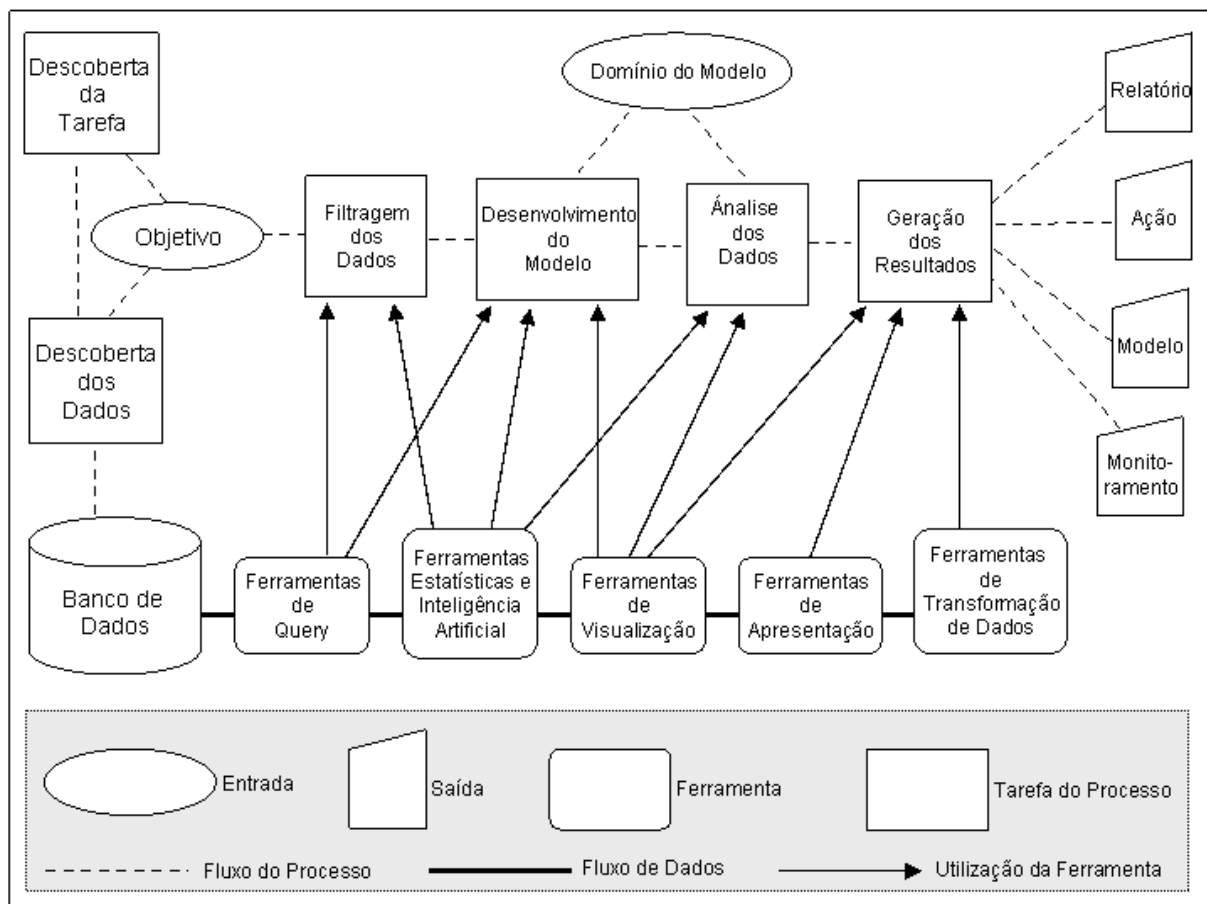 Descoberta
da
Tarefa
Domínio do Modelo
Relatório
Objetivo
Filtragem
dos
Dados
Desenvolvimento
do
Modelo
Ánalise
dos
Dados
Geração
dos
Resultados
Ação
Descoberta
dos
Dados
Modelo
Monito-
ramento
Banco de
Dados
Ferramentas
de
Query
Ferramentas
Estatísticas e
Inteligência
Artificial
Ferramentas
de
Visualização
Ferramentas
de
Apresentação
Ferramentas
de
Transformação
de Dados
Entrada
Saída
Ferramenta
Tarefa do Processo
Fluxo do Processo
Fluxo de Dados
Utilização da Ferramenta